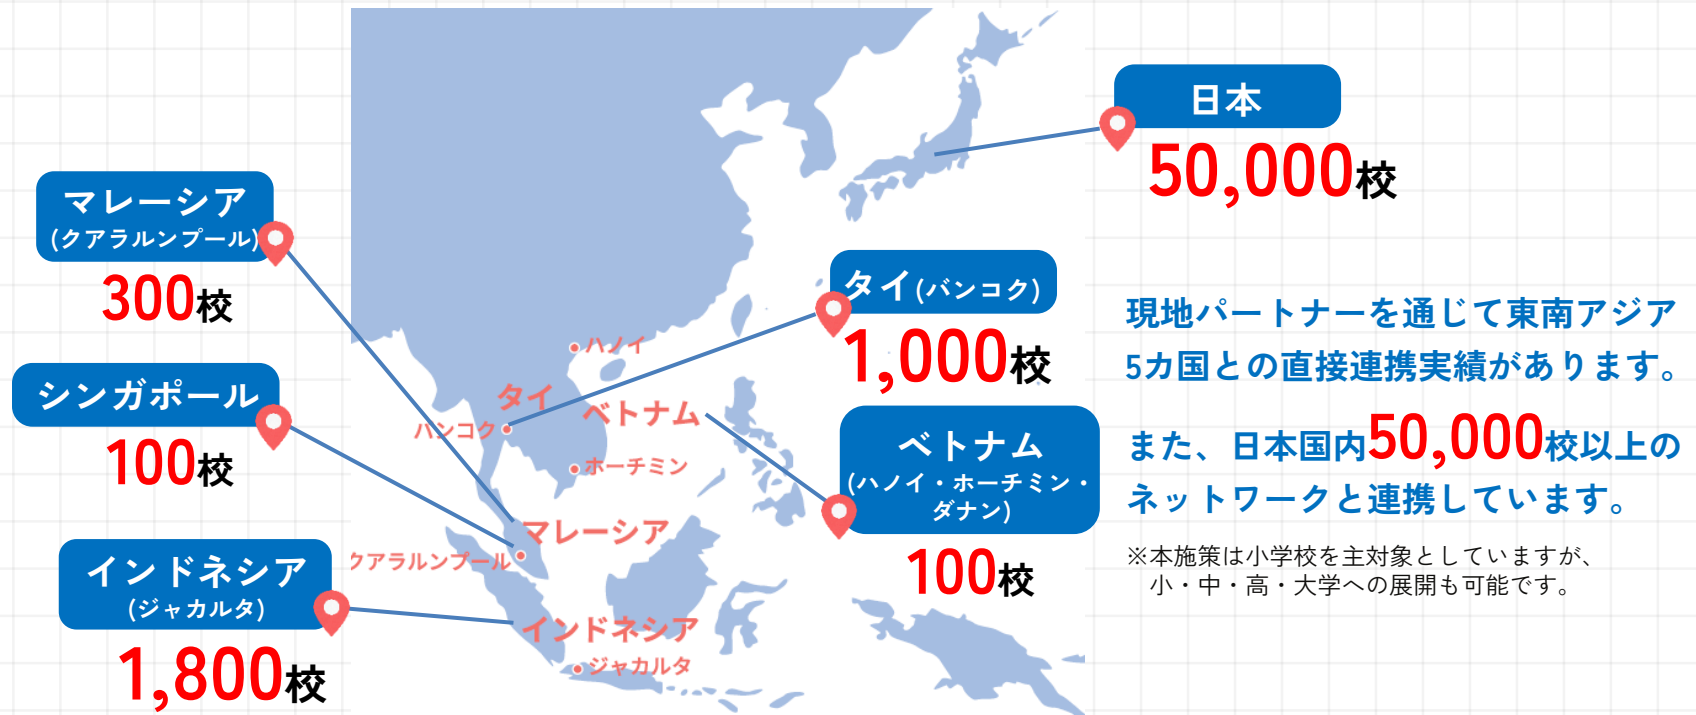 日本
50,000校
マレーシア
(クアラルンプール)
300校
シンガポール
100校
インドネシア
(ジャカルタ)
1,800校
タイ(バンコク)
1,000校
ベトナム
(ハノイ・ホーチミン・
ダナン)
100校
ハノイ
タイ
ベトナム
バンコク
ホーチミン
マレーシア
クアラルンプール
インドネシア
ジャカルタ
現地パートナーを通じて東南アジア
5カ国との直接連携実績があります。
また、日本国内50,000校以上の
ネットワークと連携しています。
※本施策は小学校を主対象としていますが、
小・中・高・大学への展開も可能です。